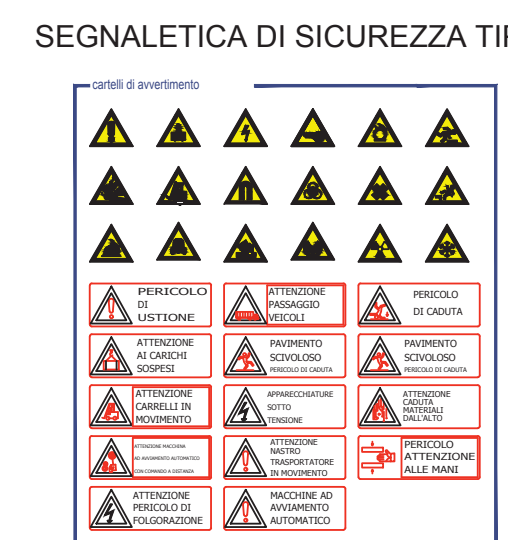 SEGNALETICA DI SICUREZZA
cartelli di avvertimento
PERICOLO
DI
USTIONE
ATTENZIONE
PASSAGGIO
VEICOLI
PERICOLO
DI CADUTA
ATTENZIONE
AI CARICHI
SOSPESI
PAVIMENTO
SCIVOLOSO
PERICOLO DI CADUTA
PAVIMENTO
SCIVOLOSO
PERICOLO DI CADUTA
ATTENZIONE
CARRELLI IN
MOVIMENTO
APPARECCHIATURE
SOTTO
TENSIONE
ATTENZIONE
CADUTA
MATERIALI
DALL'ALTO
ATTENZIONE MACCHINA
AD AVVIAMENTO AUTOMATICO
CON COMANDO A DISTANZA
ATTENZIONE
NASTRO
TRASPORTATORE
IN MOVIMENTO
PERICOLO
ATTENZIONE
ALLE MANI
ATTENZIONE
PERICOLO DI
FOLGORAZIONE
MACCHINE AD
AVVIAMENTO
AUTOMATICO